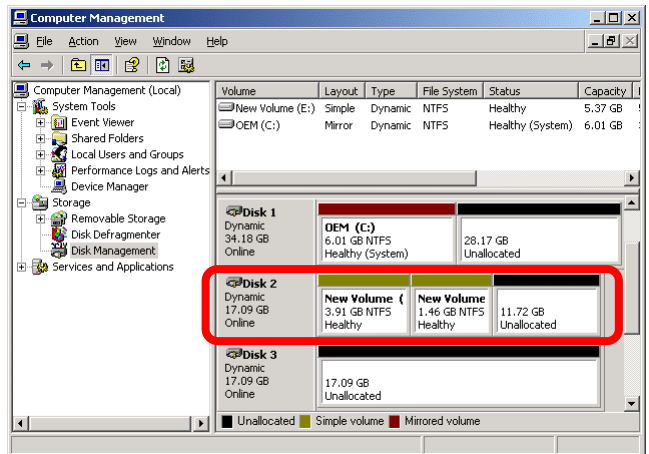 Computer Management
File Action View Window Help
Computer Management (Local)
System Tools
Event Viewer
Shared Folders
Local Users and Groups
Performance Logs and Alerts
Device Manager
Storage
Removable Storage
Disk Defragmenter
Disk Management
Services and Applications
Volume Layout Type File System Status Capacity
New Volume (E:) Simple Dynamic NTFS Healthy 5.37 GB
OEM (C:) Mirror Dynamic NTFS Healthy (System) 6.01 GB
Disk 1
Dynamic
34.18 GB
Online
OEM (C:)
6.01 GB NTFS
Healthy (System)
28.17 GB
Unallocated
Disk 2
Dynamic
17.09 GB
Online
New Volume (
3.91 GB NTFS
Healthy
New Volume
1.46 GB NTFS
Healthy
11.72 GB
Unallocated
Disk 3
Dynamic
17.09 GB
Online
17.09 GB
Unallocated
Unallocated Simple volume Mirrored volume